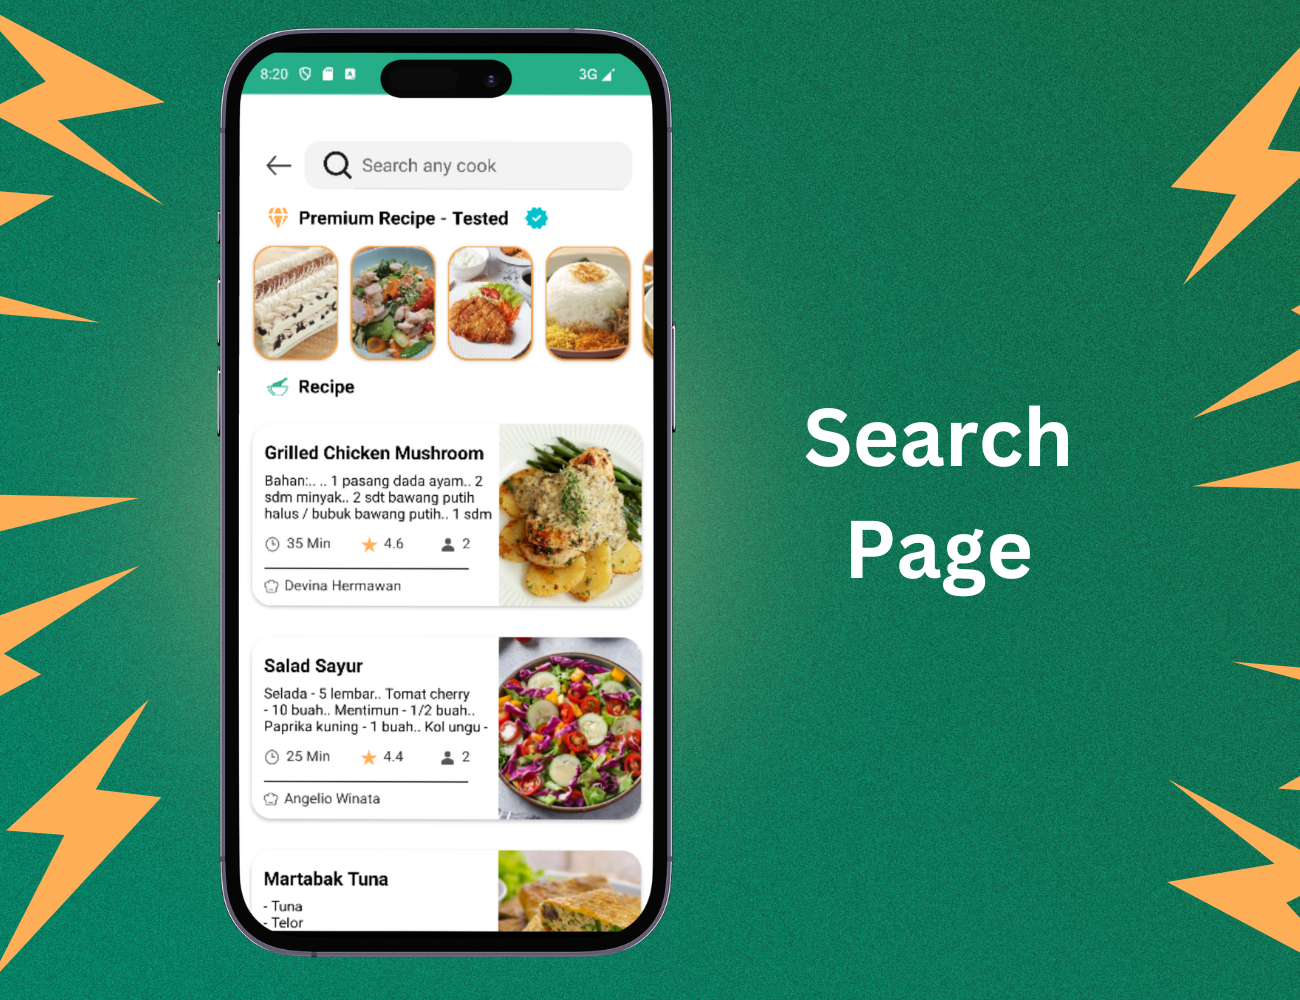 8:20
3G
Search any cook
Premium Recipe - Tested
Recipe
Grilled Chicken Mushroom
Bahan:.. .. 1 pasang dada ayam.. 2
sdm minyak.. 2 sdt bawang putih
halus / bubuk bawang putih.. 1 sdm
35 Min 4.6 2
Devina Hermawan
Salad Sayur
Selada - 5 lembar.. Tomat cherry
- 10 buah.. Mentimun - 1/2 buah..
Paprika kuning - 1 buah.. Kol ungu -
25 Min 4.4 2
Angelio Winata
Martabak Tuna
- Tuna
- Telor
Search
Page